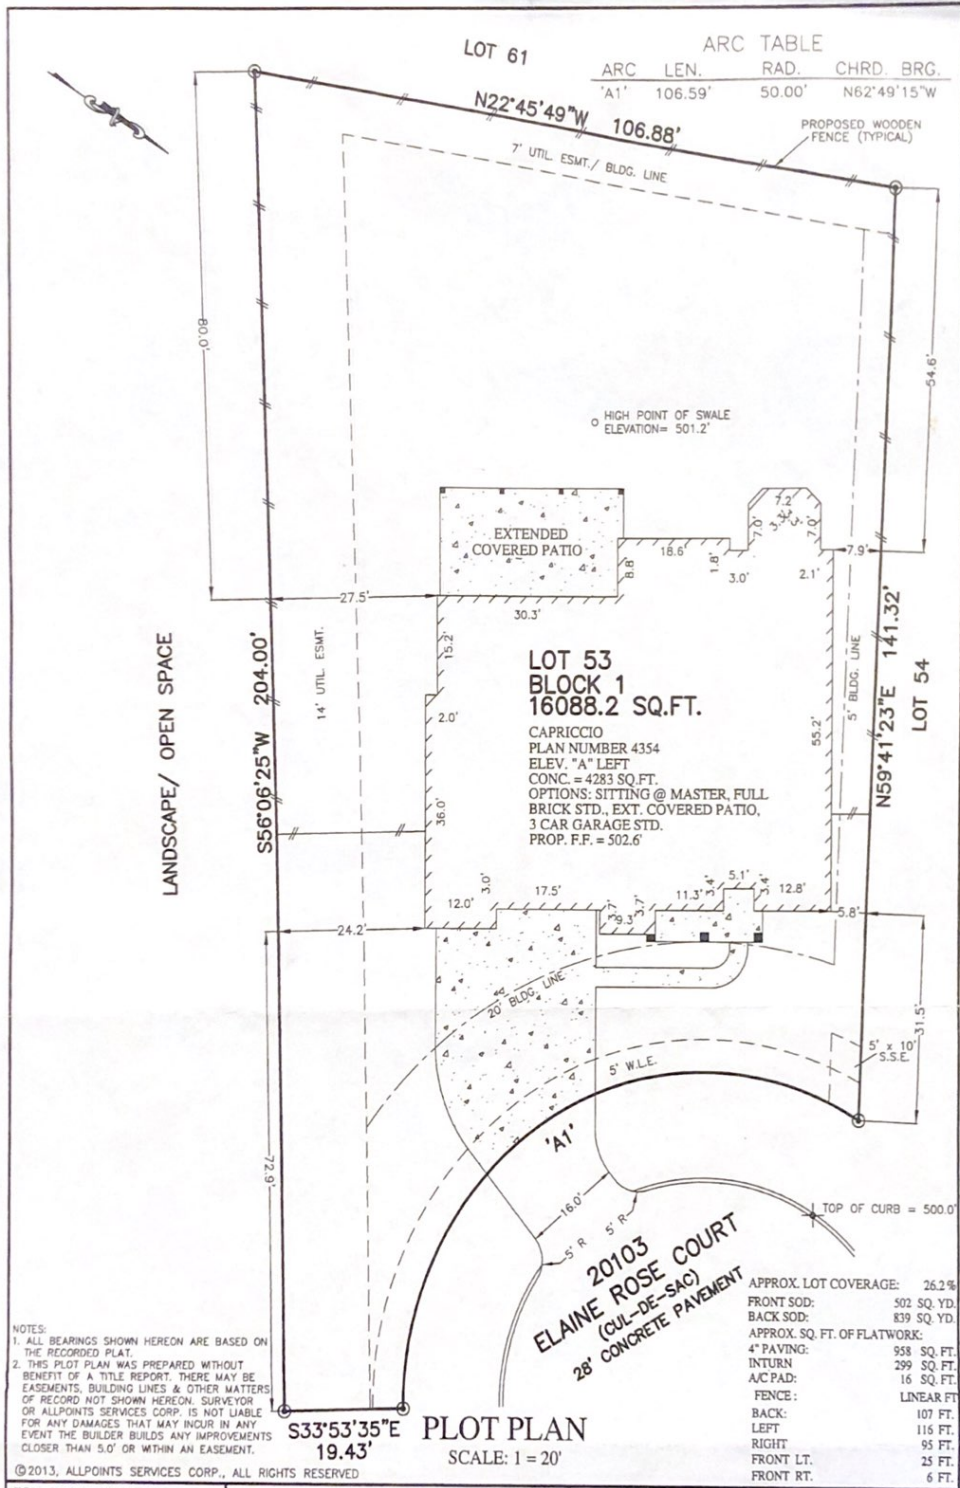 LOT 61
ARC TABLE
ARC LEN. RAD. CHRD. BRG.
'A1' 106.59' 50.00' N62°49'15"W
N22°45'49"W 106.88'
PROPOSED WOODEN
FENCE (TYPICAL)
7' UTIL. ESMT./ BLDG. LINE
80.0'
54.6'
HIGH POINT OF SWALE
ELEVATION= 501.2'
EXTENDED
COVERED PATIO
7.2'
7.0'
7.0'
18.6'
8.8'
1.8'
3.0'
2.1'
7.9'
27.5'
30.3'
15.2'
LANDSCAPE/ OPEN SPACE
S56°06'25"W 204.00'
14' UTIL. ESMT.
2.0'
36.0'
LOT 53
BLOCK 1
16088.2 SQ.FT.
CAPRICCIO
PLAN NUMBER 4354
ELEV. "A" LEFT
CONC. = 4283 SQ.FT.
OPTIONS: SITTING @ MASTER, FULL
BRICK STD., EXT. COVERED PATIO,
3 CAR GARAGE STD.
PROP. F.F. = 502.6'
55.2'
5' BLDG. LINE
N59°41'23"E 141.32'
LOT 54
12.0'
3.0'
17.5'
3.7'
9.3'
3.7'
11.3'
3.4'
5.1'
3.4'
12.8'
5.8'
24.2'
20' BLDG. LINE
31.5'
5' x 10'
S.S.E.
5' W.L.E.
'A1'
72.9'
16.0'
5' R
5' R
TOP OF CURB = 500.0'
20103
ELAINE ROSE COURT
(CUL-DE-SAC)
28' CONCRETE PAVEMENT
APPROX. LOT COVERAGE: 26.2%
FRONT SOD: 502 SQ. YD.
BACK SOD: 839 SQ. YD.
APPROX. SQ. FT. OF FLATWORK:
4" PAVING: 958 SQ. FT.
INTURN 299 SQ. FT.
A/C PAD: 16 SQ. FT.
FENCE: LINEAR FT
BACK: 107 FT.
LEFT 116 FT.
RIGHT 95 FT.
FRONT LT. 25 FT.
FRONT RT. 6 FT.
NOTES:
1. ALL BEARINGS SHOWN HEREON ARE BASED ON
THE RECORDED PLAT.
2. THIS PLOT PLAN WAS PREPARED WITHOUT
BENEFIT OF A TITLE REPORT. THERE MAY BE
EASEMENTS, BUILDING LINES & OTHER MATTERS
OF RECORD NOT SHOWN HEREON. SURVEYOR
OR ALLPOINTS SERVICES CORP. IS NOT LIABLE
FOR ANY DAMAGES THAT MAY INCUR IN ANY
EVENT THE BUILDER BUILDS ANY IMPROVEMENTS
CLOSER THAN 5.0' OR WITHIN AN EASEMENT.
©2013, ALLPOINTS SERVICES CORP., ALL RIGHTS RESERVED
S33°53'35"E
19.43'
PLOT PLAN
SCALE: 1 = 20'